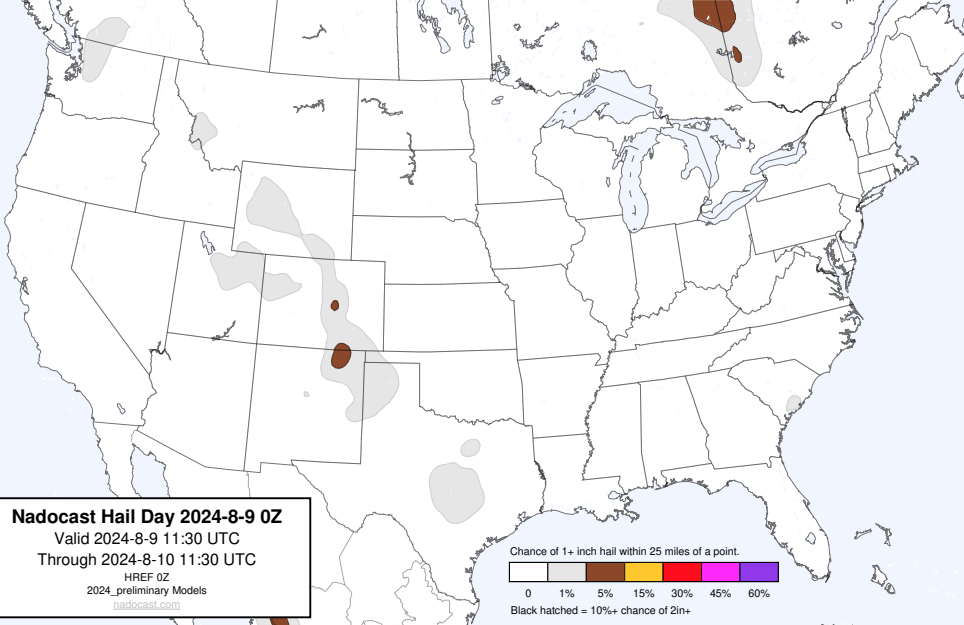 Nadocast Hail Day 2024-8-9 0Z
Valid 2024-8-9 11:30 UTC
Through 2024-8-10 11:30 UTC
HREF 0Z
2024_preliminary Models
nadocast.com
Chance of 1+ inch hail within 25 miles of a point.
0 1% 5% 15% 30% 45% 60%
Black hatched = 10%+ chance of 2in+